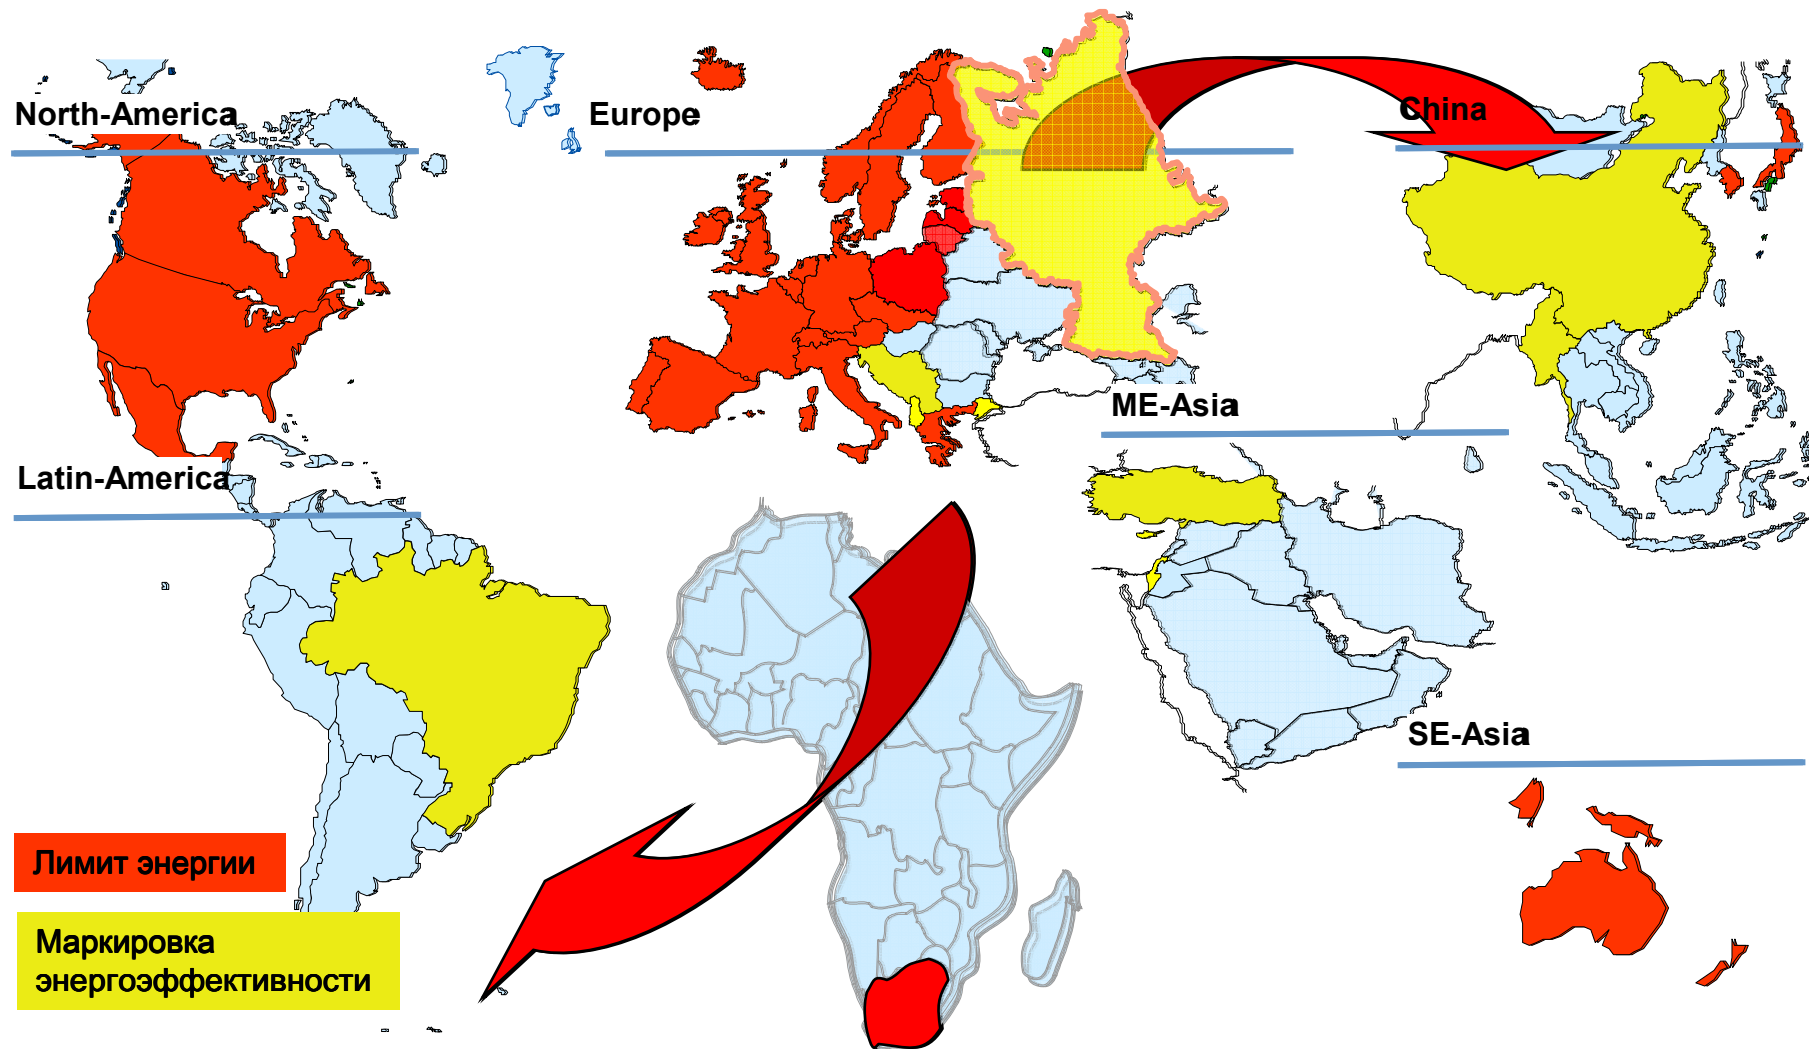 North-America
Europe
China
ME-Asia
Latin-America
SE-Asia
Лимит энергии
Маркировка
энергоэффективности